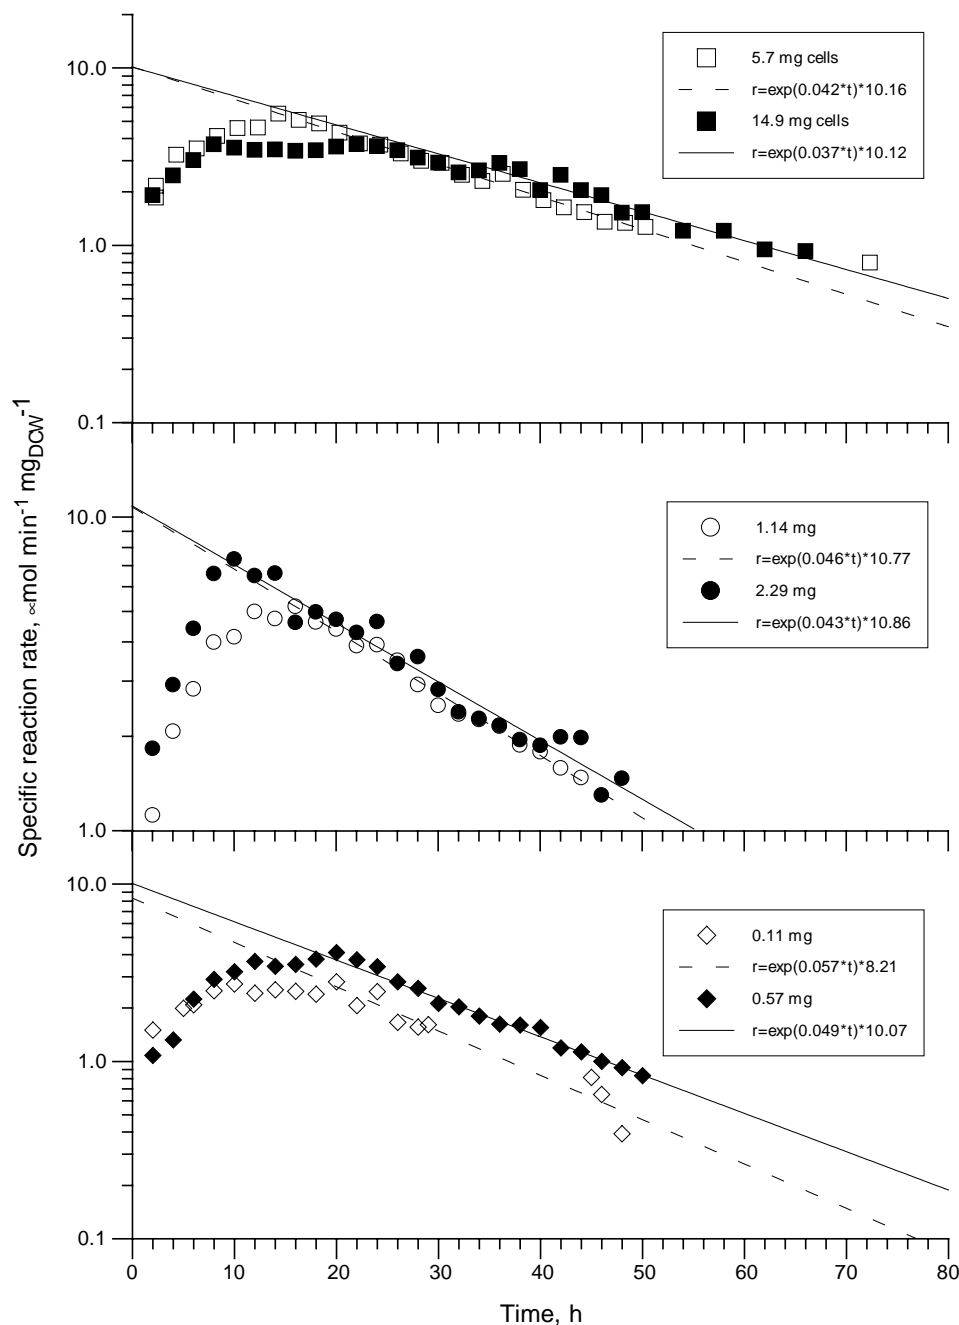 10.0
1.0
0.1
5.7 mg cells
r=exp(0.042*t)*10.16
14.9 mg cells
r=exp(0.037*t)*10.12
10.0
1.0
1.14 mg
r=exp(0.046*t)*10.77
2.29 mg
r=exp(0.043*t)*10.86
10.0
1.0
0.1
0.11 mg
r=exp(0.057*t)*8.21
0.57 mg
r=exp(0.049*t)*10.07
0 10 20 30 40 50 60 70 80
Time, h
Specific reaction rate, ∝mol min⁻¹ mg_DCW⁻¹